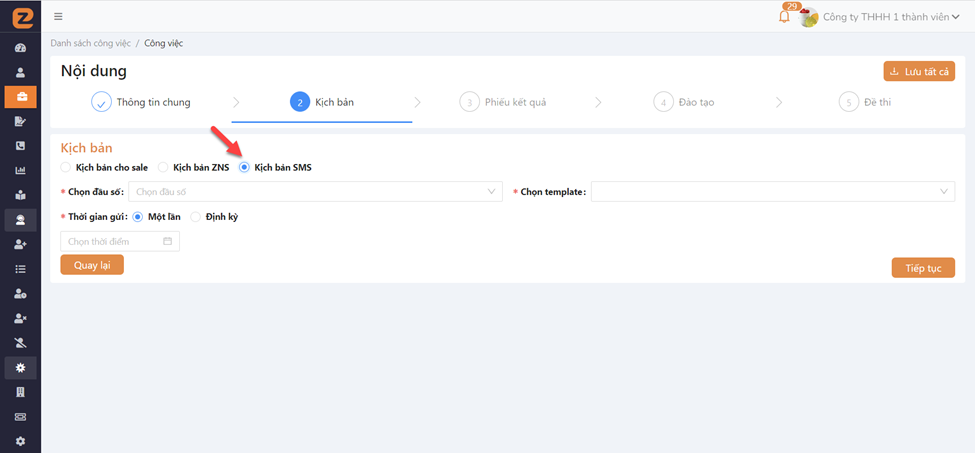 29
Công ty THHH 1 thành viên
Danh sách công việc / Công việc
Nội dung
Lưu tất cả
Thông tin chung
2 Kịch bản
3 Phiếu kết quả
4 Đào tạo
5 Đề thi
Kịch bản
Kịch bản cho sale Kịch bản ZNS Kịch bản SMS
* Chọn đầu số: Chọn đầu số * Chọn template:
* Thời gian gửi: Một lần Định kỳ
Chọn thời điểm
Quay lại
Tiếp tục